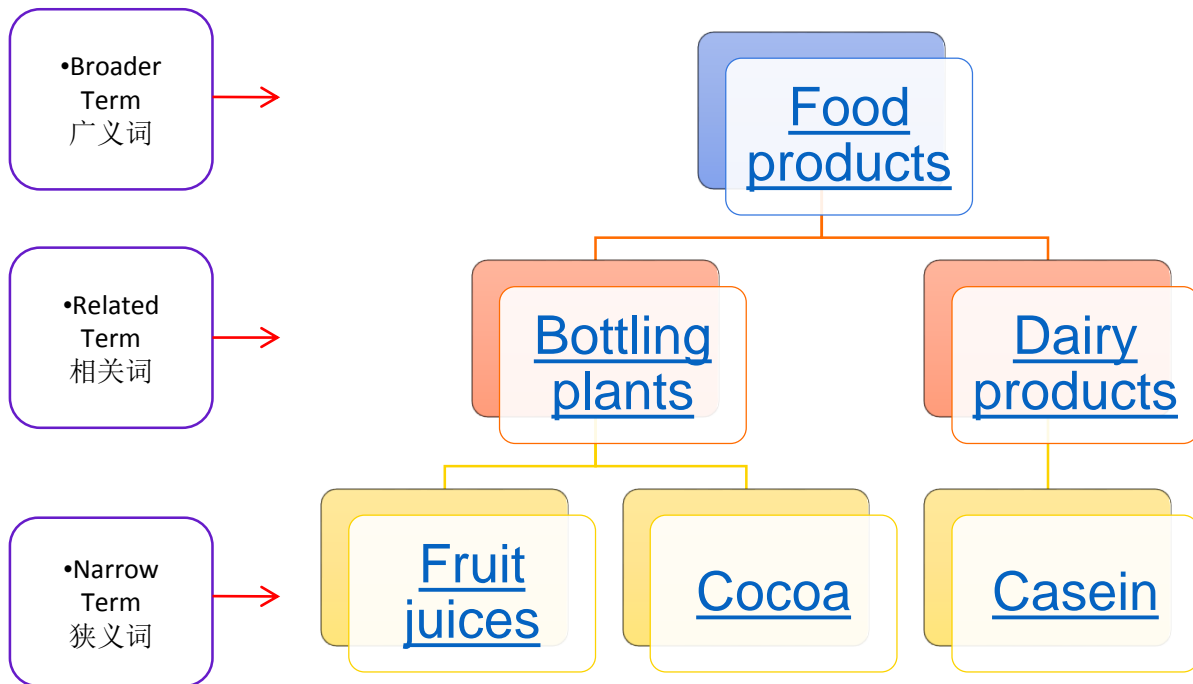 •Broader
Term
广义词
Food
products
•Related
Term
相关词
Bottling
plants
Dairy
products
•Narrow
Term
狭义词
Fruit
juices
Cocoa
Casein